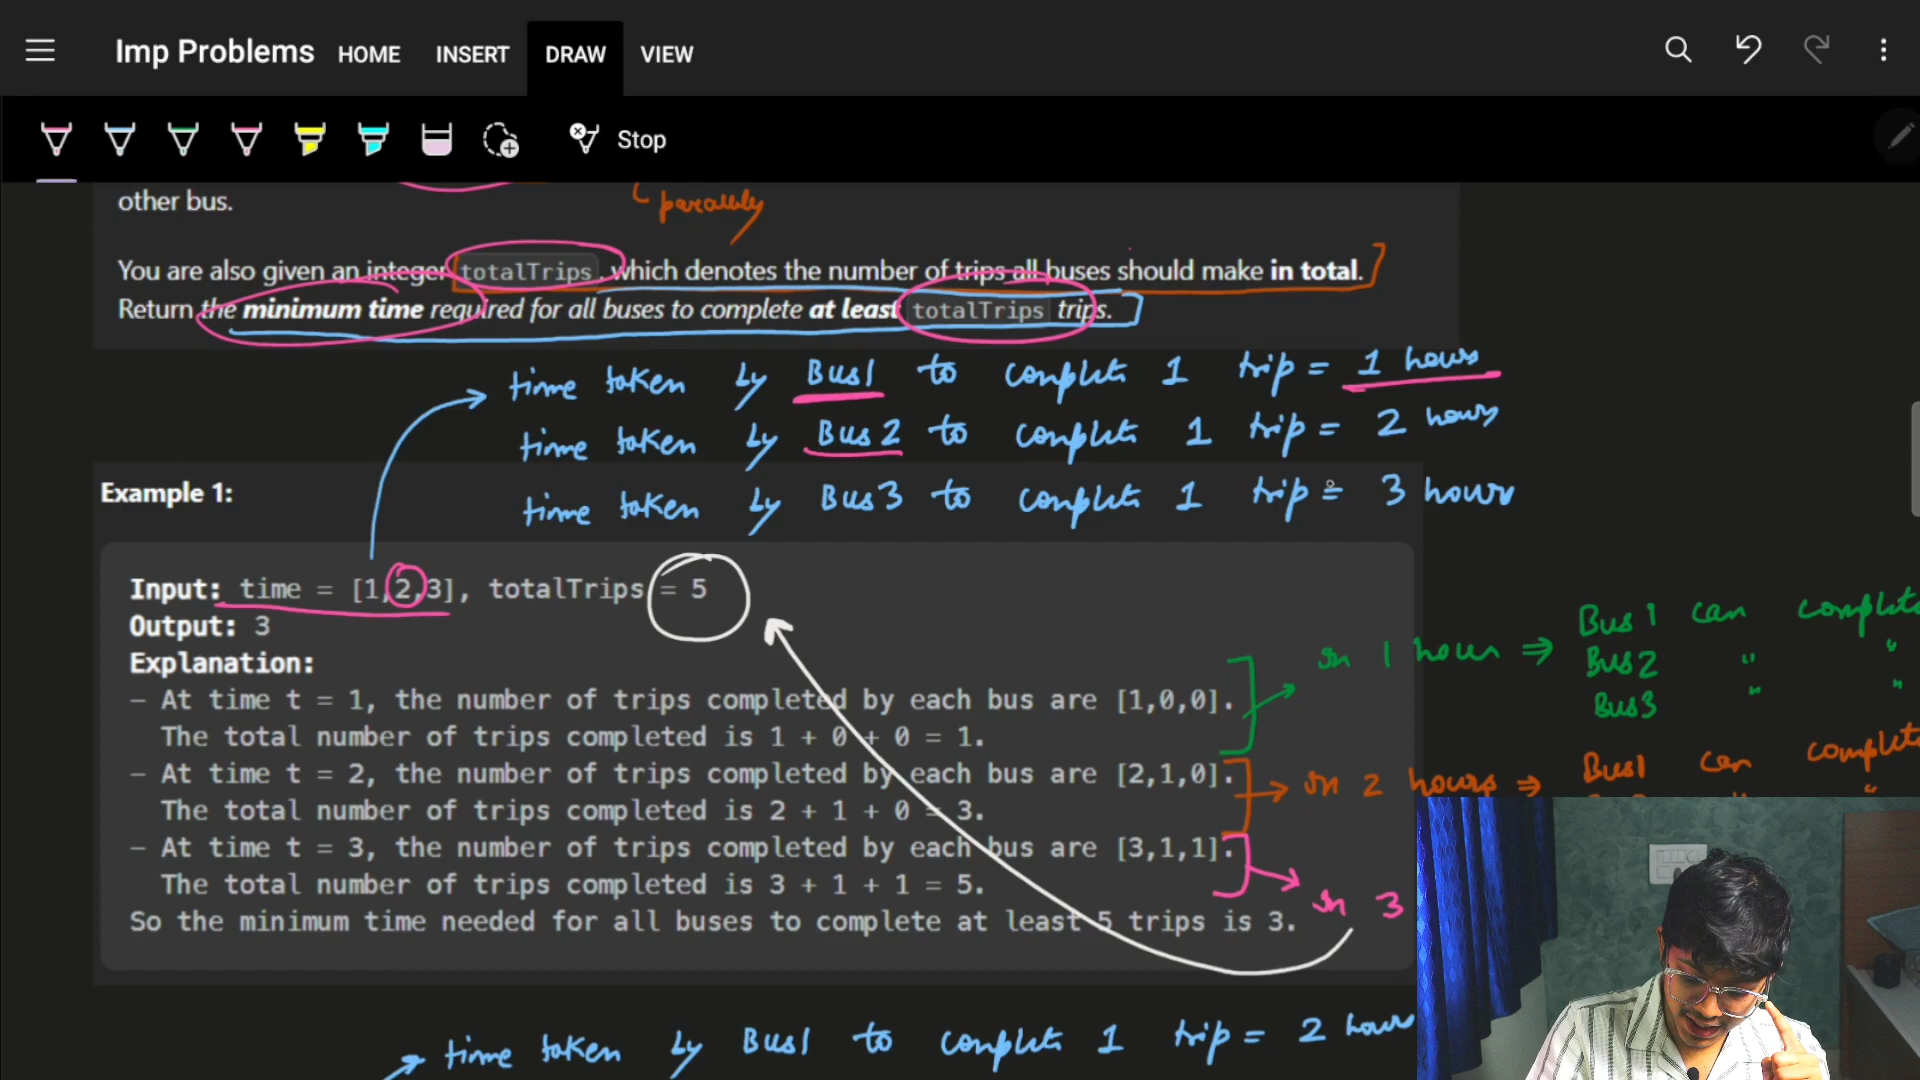 Imp Problems HOME INSERT DRAW VIEW
Stop
other bus.
parallely
You are also given an integer totalTrips, which denotes the number of trips all buses should make in total.
Return the minimum time required for all buses to complete at least totalTrips trips.
time taken by Bus1 to complete 1 trip = 1 hours
time taken by Bus2 to complete 1 trip = 2 hours
time taken by Bus3 to complete 1 trip = 3 hours
Example 1:
Input: time = [1,2,3], totalTrips = 5
Output: 3
Explanation:
- At time t = 1, the number of trips completed by each bus are [1,0,0].
The total number of trips completed is 1 + 0 + 0 = 1.
- At time t = 2, the number of trips completed by each bus are [2,1,0].
The total number of trips completed is 2 + 1 + 0 = 3.
- At time t = 3, the number of trips completed by each bus are [3,1,1].
The total number of trips completed is 3 + 1 + 1 = 5.
So the minimum time needed for all buses to complete at least 5 trips is 3.
In 1 hour ⇒ Bus1 can complete
Bus2 " "
Bus3 " "
In 2 hours ⇒ Bus1 can complete
In 3
time taken by Bus1 to complete 1 trip = 2 hours